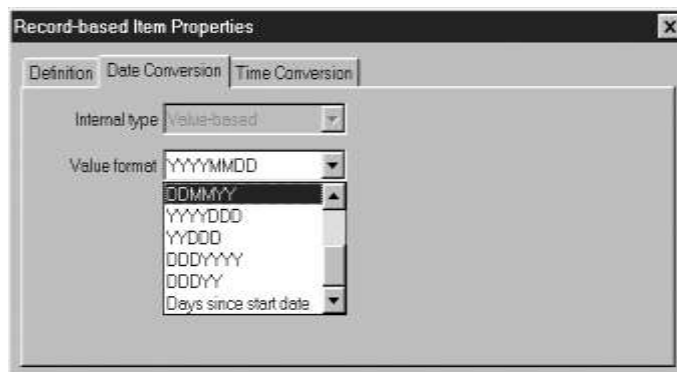 Record-based Item Properties
Definition Date Conversion Time Conversion
Internal type Value-based
Value format YYYYMMDD
DDMMYY
YYYYDDD
YYDDD
DDDYYYY
DDDYY
Days since start date